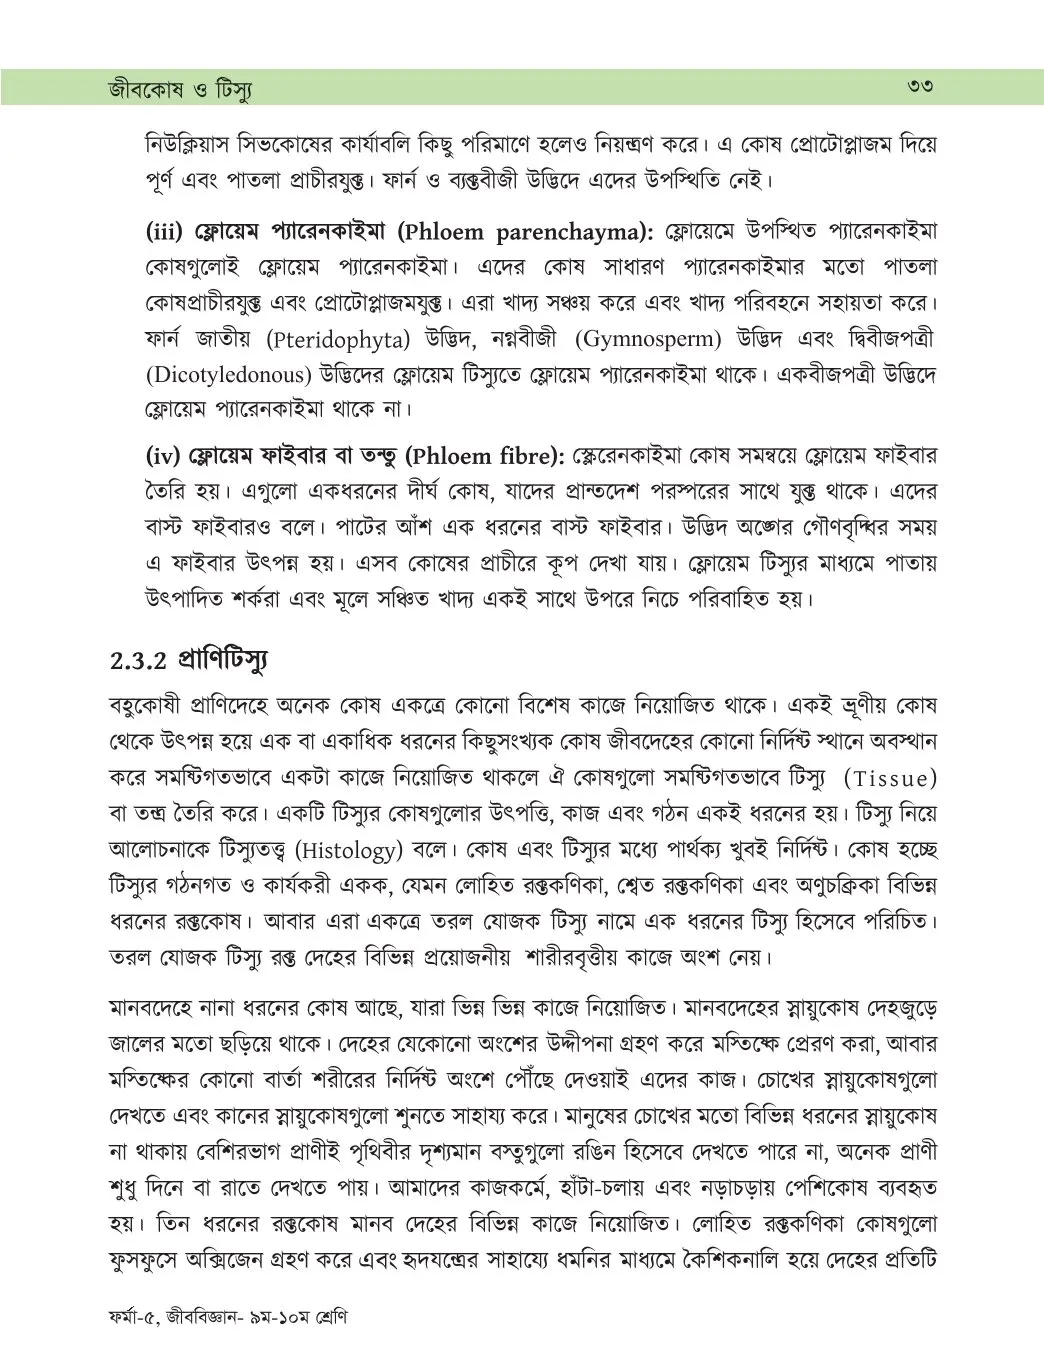 জীবকোষ ও টিস্যু
৩৩
নিউক্লিয়াস সিভকোষের কার্যাবলি কিছু পরিমাণে হলেও নিয়ন্ত্রণ করে। এ কোষ প্রোটোপ্লাজম দিয়ে
পূর্ণ এবং পাতলা প্রাচীরযুক্ত। ফার্ন ও ব্যক্তবীজী উদ্ভিদে এদের উপস্থিতি নেই।
(iii) ফ্লোয়েম প্যারেনকাইমা (Phloem parenchayma): ফ্লোয়েমে উপস্থিত প্যারেনকাইমা
কোষগুলোই ফ্লোয়েম প্যারেনকাইমা। এদের কোষ সাধারণ প্যারেনকাইমার মতো পাতলা
কোষপ্রাচীরযুক্ত এবং প্রোটোপ্লাজমযুক্ত। এরা খাদ্য সঞ্চয় করে এবং খাদ্য পরিবহনে সহায়তা করে।
ফার্ন জাতীয় (Pteridophyta) উদ্ভিদ, নগ্নবীজী (Gymnosperm) উদ্ভিদ এবং দ্বিবীজপত্রী
(Dicotyledonous) উদ্ভিদের ফ্লোয়েম টিস্যুতে ফ্লোয়েম প্যারেনকাইমা থাকে। একবীজপত্রী উদ্ভিদে
ফ্লোয়েম প্যারেনকাইমা থাকে না।
(iv) ফ্লোয়েম ফাইবার বা তন্তু (Phloem fibre): স্ক্লেরেনকাইমা কোষ সমন্বয়ে ফ্লোয়েম ফাইবার
তৈরি হয়। এগুলো একধরনের দীর্ঘ কোষ, যাদের প্রান্তদেশ পরস্পরের সাথে যুক্ত থাকে। এদের
বাস্ট ফাইবারও বলে। পাটের আঁশ এক ধরনের বাস্ট ফাইবার। উদ্ভিদ অঙ্গের গৌণবৃদ্ধির সময়
এ ফাইবার উৎপন্ন হয়। এসব কোষের প্রাচীরে কূপ দেখা যায়। ফ্লোয়েম টিস্যুর মাধ্যমে পাতায়
উৎপাদিত শর্করা এবং মূলে সঞ্চিত খাদ্য একই সাথে উপরে নিচে পরিবাহিত হয়।
2.3.2 প্রাণিটিস্যু
বহুকোষী প্রাণিদেহে অনেক কোষ একত্রে কোনো বিশেষ কাজে নিয়োজিত থাকে। একই ভ্রূণীয় কোষ
থেকে উৎপন্ন হয়ে এক বা একাধিক ধরনের কিছুসংখ্যক কোষ জীবদেহের কোনো নির্দিষ্ট স্থানে অবস্থান
করে সমষ্টিগতভাবে একটা কাজে নিয়োজিত থাকলে ঐ কোষগুলো সমষ্টিগতভাবে টিস্যু (Tissue)
বা তন্ত্র তৈরি করে। একটি টিস্যুর কোষগুলোর উৎপত্তি, কাজ এবং গঠন একই ধরনের হয়। টিস্যু নিয়ে
আলোচনাকে টিস্যুতত্ত্ব (Histology) বলে। কোষ এবং টিস্যুর মধ্যে পার্থক্য খুবই নির্দিষ্ট। কোষ হচ্ছে
টিস্যুর গঠনগত ও কার্যকরী একক, যেমন লোহিত রক্তকণিকা, শ্বেত রক্তকণিকা এবং অণুচক্রিকা বিভিন্ন
ধরনের রক্তকোষ। আবার এরা একত্রে তরল যোজক টিস্যু নামে এক ধরনের টিস্যু হিসেবে পরিচিত।
তরল যোজক টিস্যু রক্ত দেহের বিভিন্ন প্রয়োজনীয় শারীরবৃত্তীয় কাজে অংশ নেয়।
মানবদেহে নানা ধরনের কোষ আছে, যারা ভিন্ন ভিন্ন কাজে নিয়োজিত। মানবদেহের স্নায়ুকোষ দেহজুড়ে
জালের মতো ছড়িয়ে থাকে। দেহের যেকোনো অংশের উদ্দীপনা গ্রহণ করে মস্তিষ্কে প্রেরণ করা, আবার
মস্তিষ্কের কোনো বার্তা শরীরের নির্দিষ্ট অংশে পৌঁছে দেওয়াই এদের কাজ। চোখের স্নায়ুকোষগুলো
দেখতে এবং কানের স্নায়ুকোষগুলো শুনতে সাহায্য করে। মানুষের চোখের মতো বিভিন্ন ধরনের স্নায়ুকোষ
না থাকায় বেশিরভাগ প্রাণীই পৃথিবীর দৃশ্যমান বস্তুগুলো রঙিন হিসেবে দেখতে পারে না, অনেক প্রাণী
শুধু দিনে বা রাতে দেখতে পায়। আমাদের কাজকর্মে, হাঁটা-চলায় এবং নড়াচড়ায় পেশিকোষ ব্যবহৃত
হয়। তিন ধরনের রক্তকোষ মানব দেহের বিভিন্ন কাজে নিয়োজিত। লোহিত রক্তকণিকা কোষগুলো
ফুসফুসে অক্সিজেন গ্রহণ করে এবং হৃদযন্ত্রের সাহায্যে ধমনির মাধ্যমে কৈশিকনালি হয়ে দেহের প্রতিটি
ফর্মা-৫, জীববিজ্ঞান- ৯ম-১০ম শ্রেণি